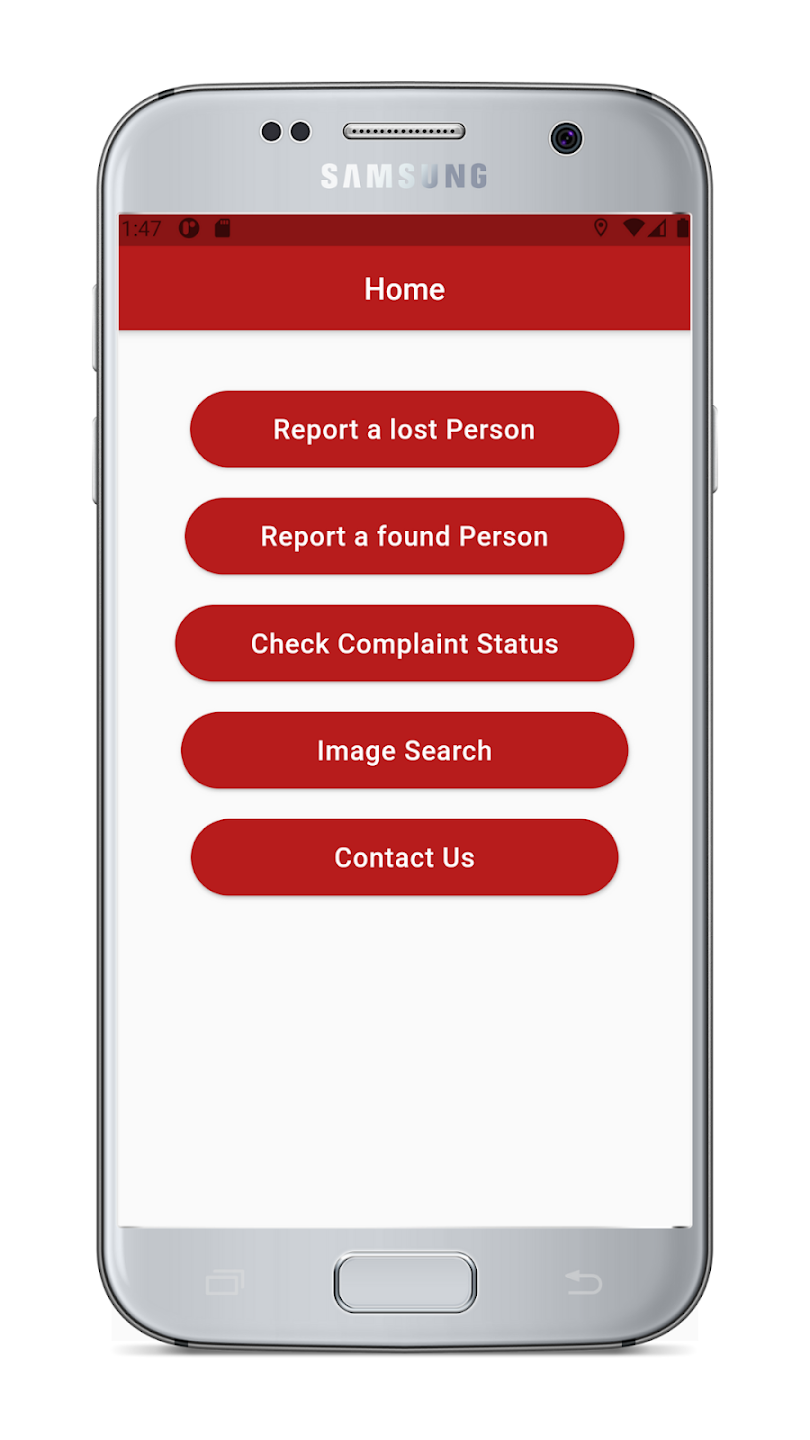 SAMSUNG
1:47
Home
Report a lost Person
Report a found Person
Check Complaint Status
Image Search
Contact Us